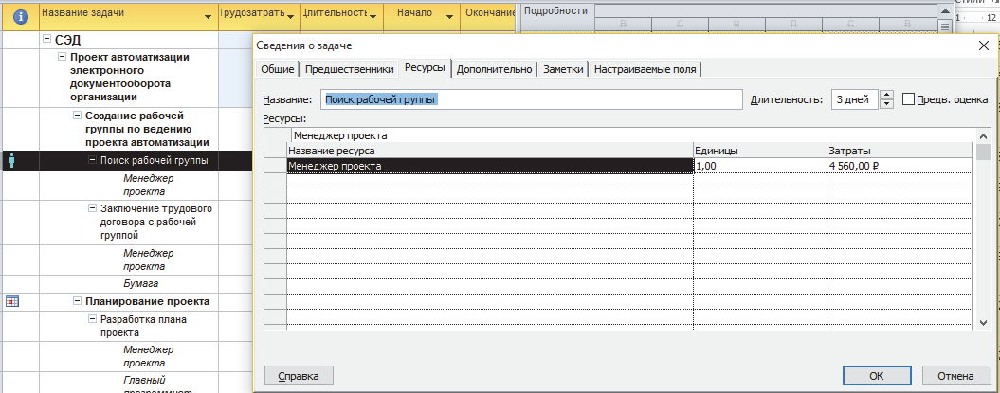 Название задачи
Грудозатрать
Длительность
Начало
Окончание
Подробности
В
С
Ч
П
С
В
12
СЭД
Проект автоматизации
электронного
документооборота
организации
Создание рабочей
группы по ведению
проекта автоматизации
Поиск рабочей группы
Менеджер
проекта
Заключение трудового
договора с рабочей
группой
Менеджер
проекта
Бумага
Планирование проекта
Разработка плана
проекта
Менеджер
проекта
Главный
Сведения о задаче
Общие
Предшественники
Ресурсы
Дополнительно
Заметки
Настраиваемые поля
Название:
Поиск рабочей группы
Длительность:
3 дней
Предв. оценка
Ресурсы:
Менеджер проекта
Название ресурса
Единицы
Затраты
Менеджер проекта
1,00
4 560,00 ₽
Справка
ОК
Отмена